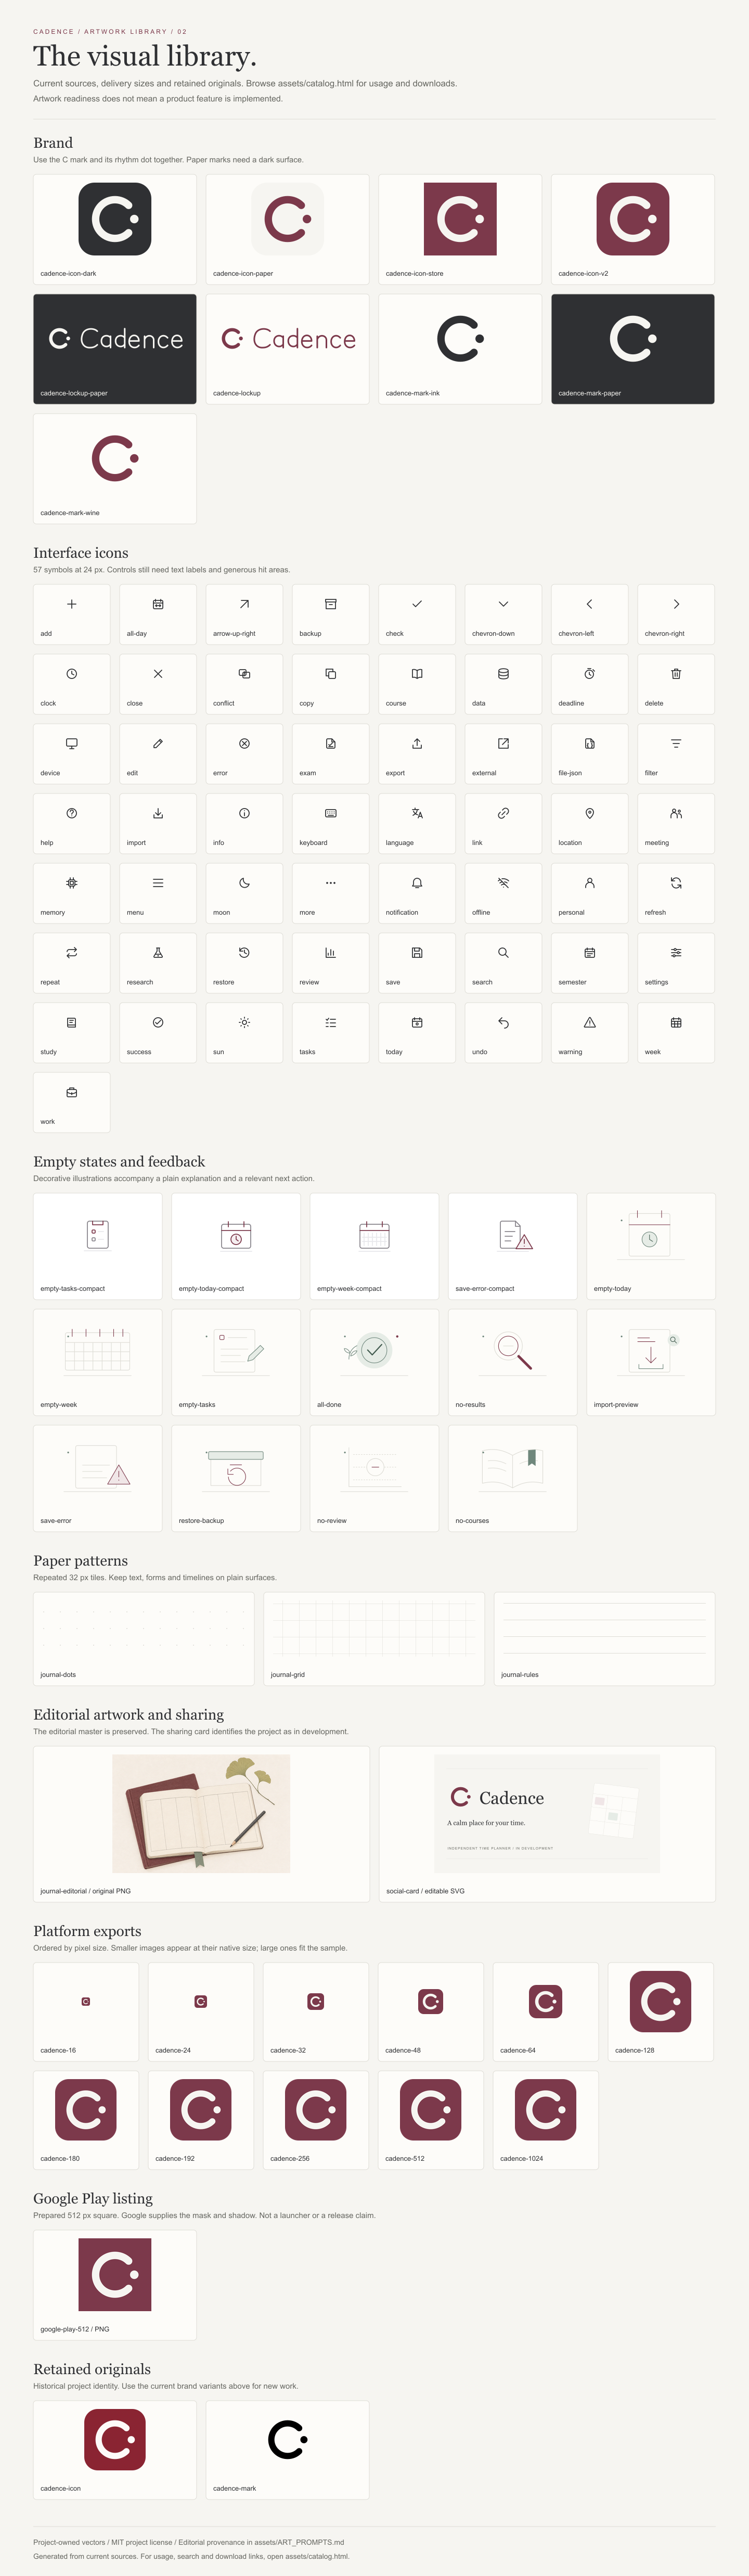 CADENCE / ARTWORK LIBRARY / 02
The visual library.
Current sources, delivery sizes and retained originals. Browse assets/catalog.html for usage and downloads.
Artwork readiness does not mean a product feature is implemented.
Brand
Use the C mark and its rhythm dot together. Paper marks need a dark surface.
cadence-icon-dark
cadence-icon-paper
cadence-icon-store
cadence-icon-v2
Cadence
Cadence
cadence-lockup-paper
cadence-lockup
cadence-mark-ink
cadence-mark-paper
cadence-mark-wine
Interface icons
57 symbols at 24 px. Controls still need text labels and generous hit areas.
add
all-day
arrow-up-right
backup
check
chevron-down
chevron-left
chevron-right
clock
close
conflict
copy
course
data
deadline
delete
device
edit
error
exam
export
external
file-json
filter
help
import
info
keyboard
language
link
location
meeting
memory
menu
moon
more
notification
offline
personal
refresh
repeat
research
restore
review
save
search
semester
settings
study
success
sun
tasks
today
undo
warning
week
work
Empty states and feedback
Decorative illustrations accompany a plain explanation and a relevant next action.
empty-tasks-compact
empty-today-compact
empty-week-compact
save-error-compact
empty-today
empty-week
empty-tasks
all-done
no-results
import-preview
save-error
restore-backup
no-review
no-courses
Paper patterns
Repeated 32 px tiles. Keep text, forms and timelines on plain surfaces.
journal-dots
journal-grid
journal-rules
Editorial artwork and sharing
The editorial master is preserved. The sharing card identifies the project as in development.
Cadence
A calm place for your time.
INDEPENDENT TIME PLANNER / IN DEVELOPMENT
journal-editorial / original PNG
social-card / editable SVG
Platform exports
Ordered by pixel size. Smaller images appear at their native size; large ones fit the sample.
cadence-16
cadence-24
cadence-32
cadence-48
cadence-64
cadence-128
cadence-180
cadence-192
cadence-256
cadence-512
cadence-1024
Google Play listing
Prepared 512 px square. Google supplies the mask and shadow. Not a launcher or a release claim.
google-play-512 / PNG
Retained originals
Historical project identity. Use the current brand variants above for new work.
cadence-icon
cadence-mark
Project-owned vectors / MIT project license / Editorial provenance in assets/ART_PROMPTS.md
Generated from current sources. For usage, search and download links, open assets/catalog.html.